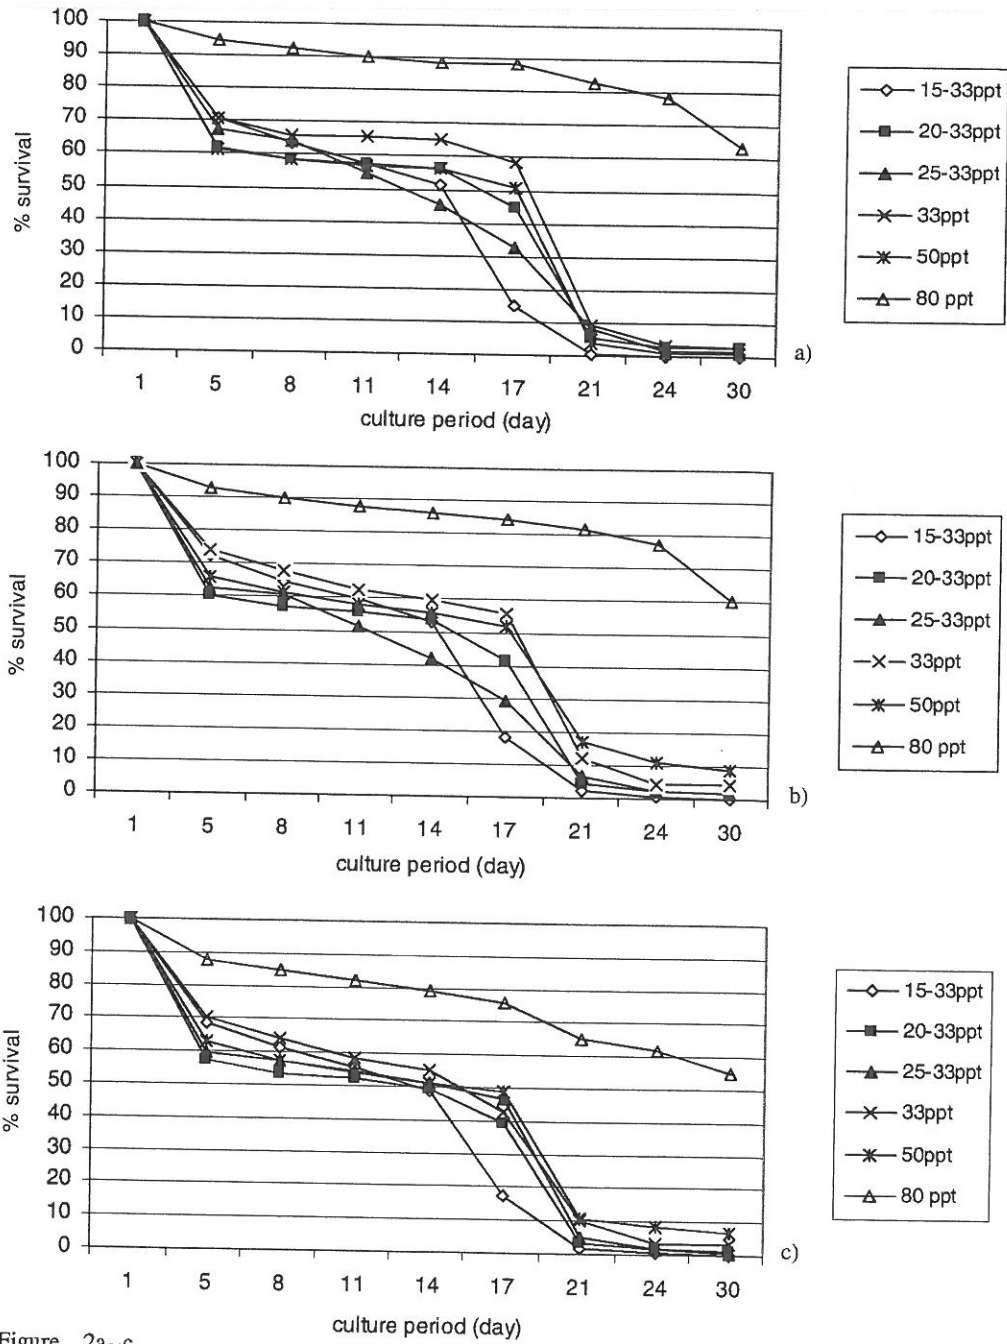 100
90
80
70
60
50
40
30
20
10
0
% survival
1 5 8 11 14 17 21 24 30
culture period (day)
15-33ppt
20-33ppt
25-33ppt
33ppt
50ppt
80 ppt
a)
100
90
80
70
60
50
40
30
20
10
0
% survival
1 5 8 11 14 17 21 24 30
culture period (day)
15-33ppt
20-33ppt
25-33ppt
33ppt
50ppt
80 ppt
b)
100
90
80
70
60
50
40
30
20
10
0
% survival
1 5 8 11 14 17 21 24 30
culture period (day)
15-33ppt
20-33ppt
25-33ppt
33ppt
50ppt
80 ppt
c)
Figure